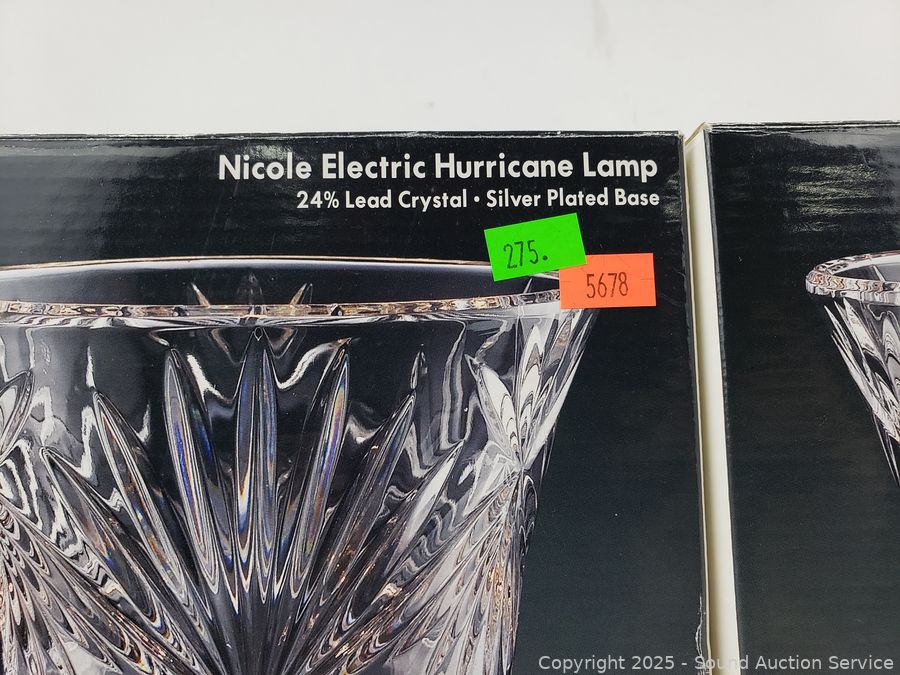 Nicole Electric Hurricane Lamp
24% Lead Crystal • Silver Plated Base
275.
5678
Copyright 2025 - Sound Auction Service